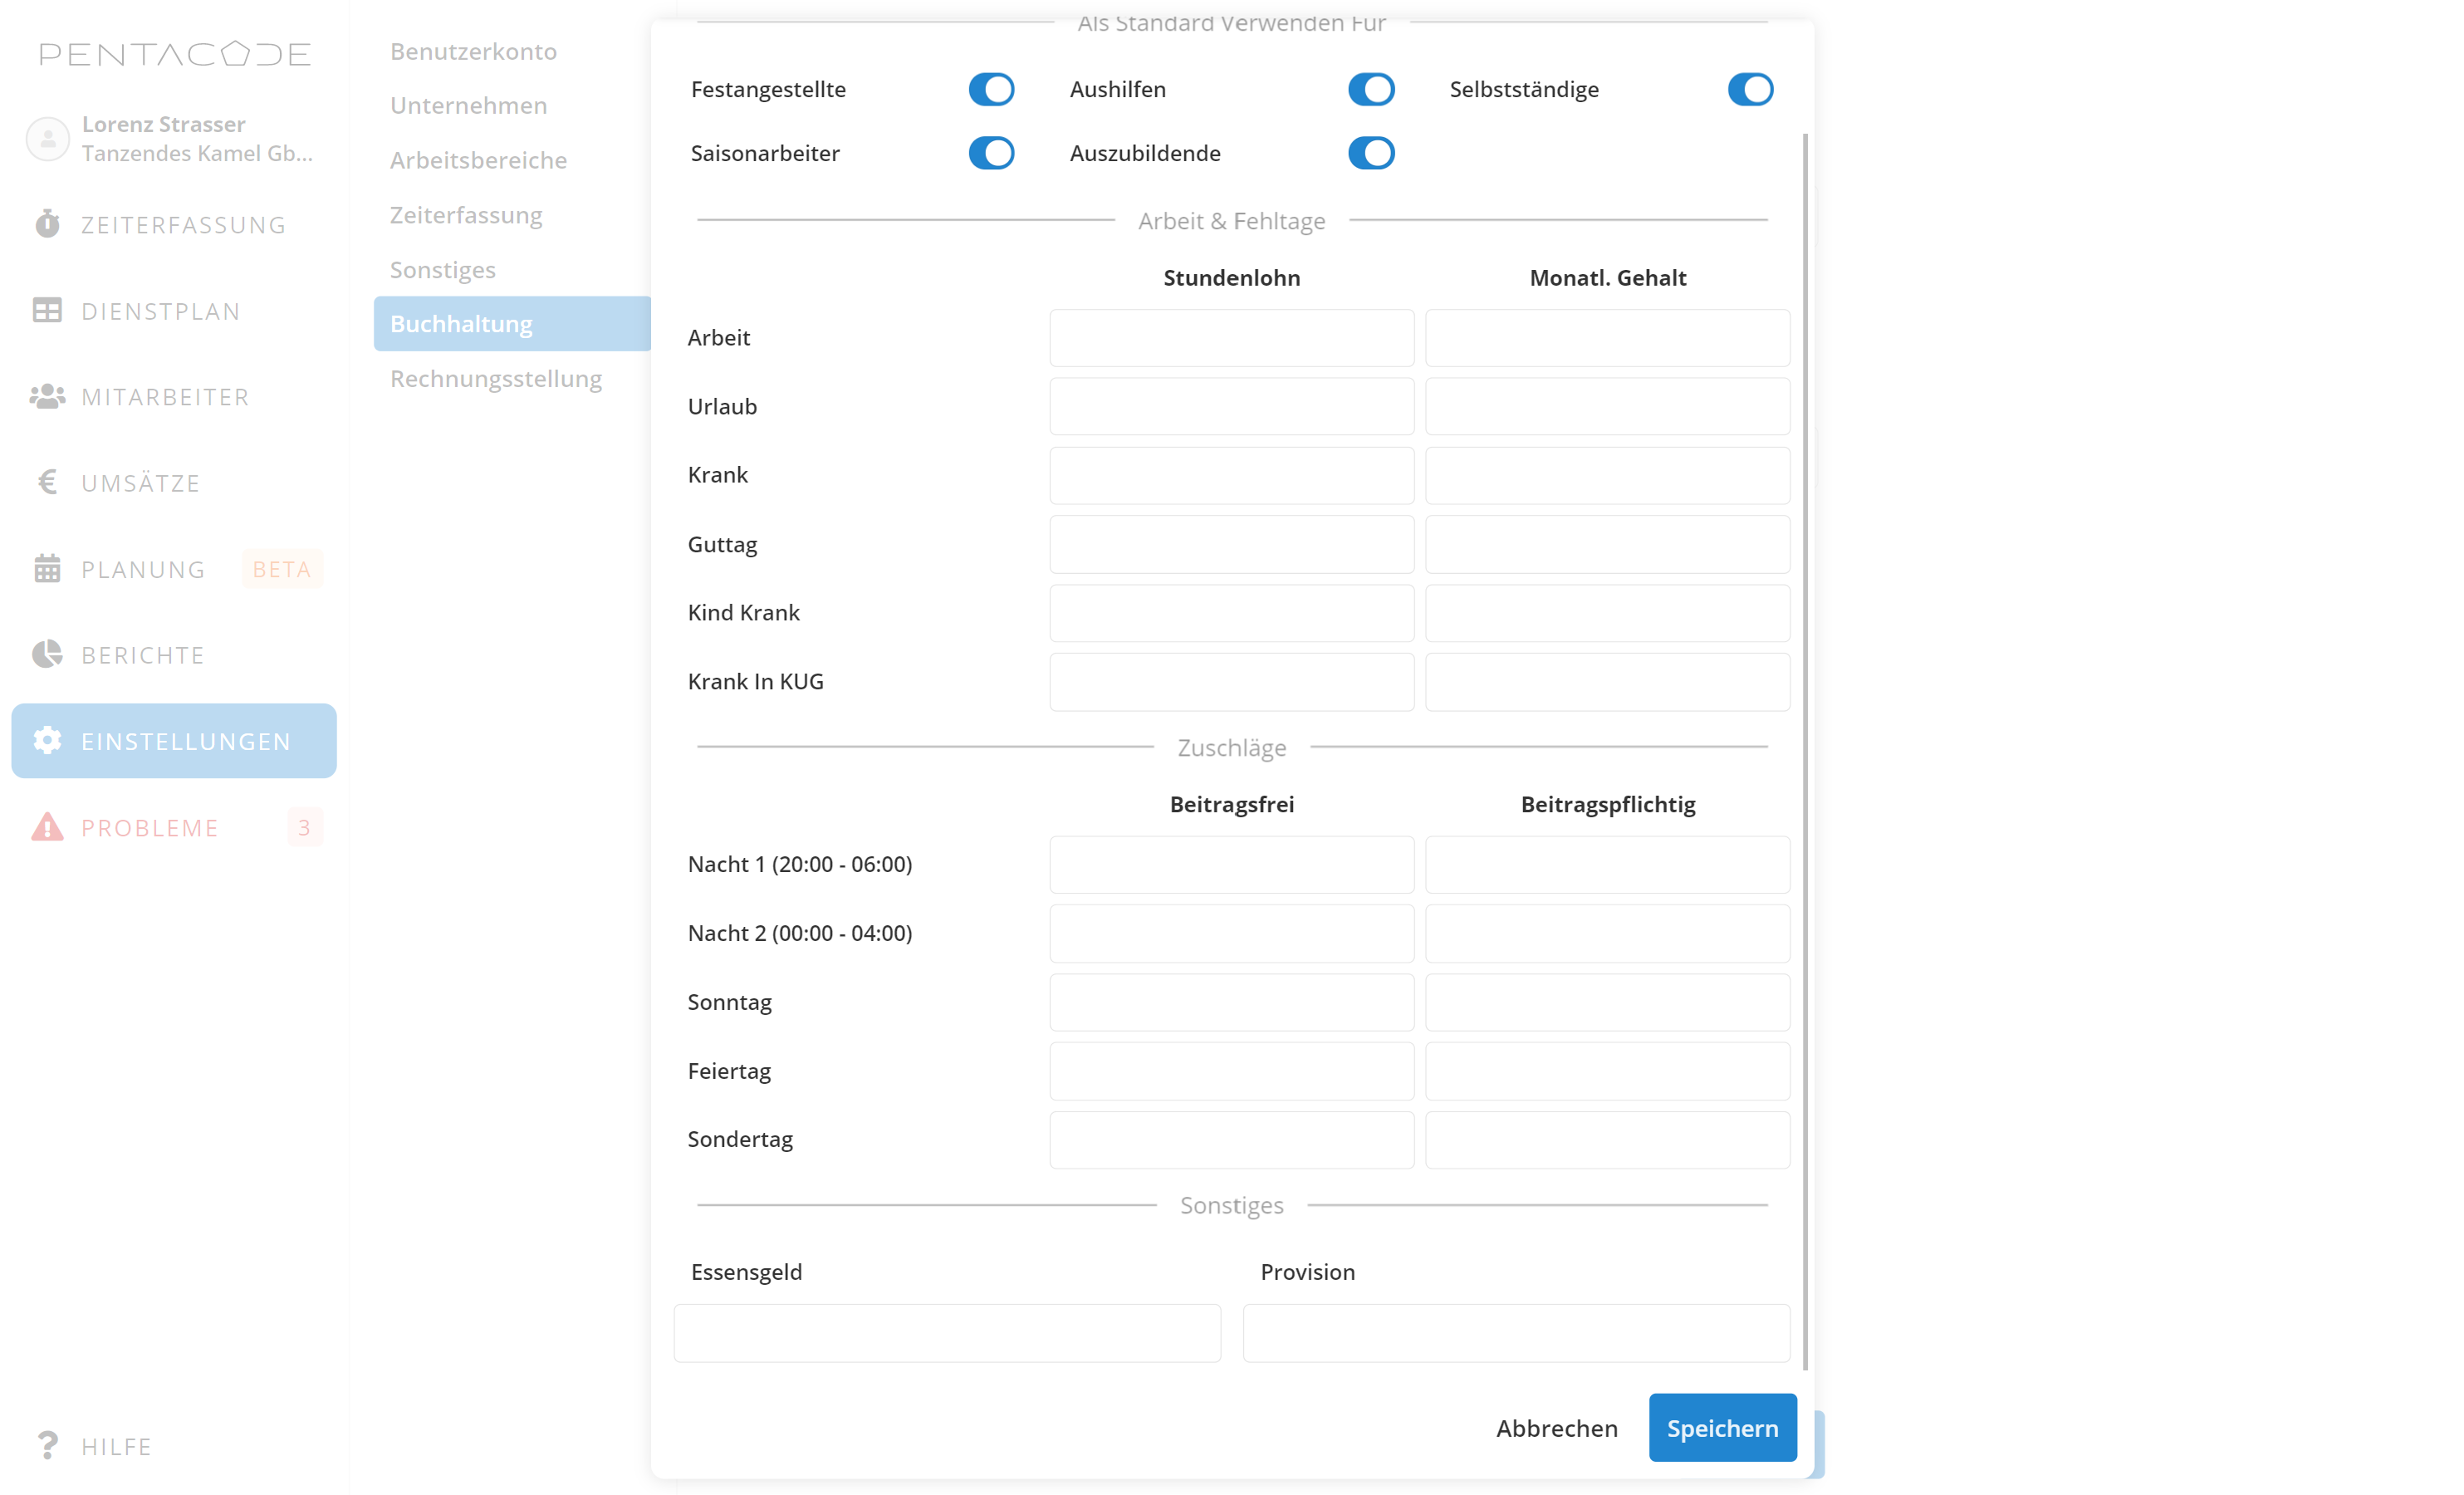 PENTACODE
Lorenz Strasser
Tanzendes Kamel Gb...
ZEITERFASSUNG
DIENSTPLAN
MITARBEITER
UMSÄTZE
PLANUNG BETA
BERICHTE
EINSTELLUNGEN
PROBLEME 3
HILFE
Benutzerkonto
Unternehmen
Arbeitsbereiche
Zeiterfassung
Sonstiges
Buchhaltung
Rechnungsstellung
Als Standard Verwenden Für
Festangestellte Aushilfen Selbstständige
Saisonarbeiter Auszubildende
Arbeit & Fehltage
Stundenlohn Monatl. Gehalt
Arbeit
Urlaub
Krank
Guttag
Kind Krank
Krank In KUG
Zuschläge
Beitragsfrei Beitragspflichtig
Nacht 1 (20:00 - 06:00)
Nacht 2 (00:00 - 04:00)
Sonntag
Feiertag
Sondertag
Sonstiges
Essensgeld Provision
Abbrechen Speichern